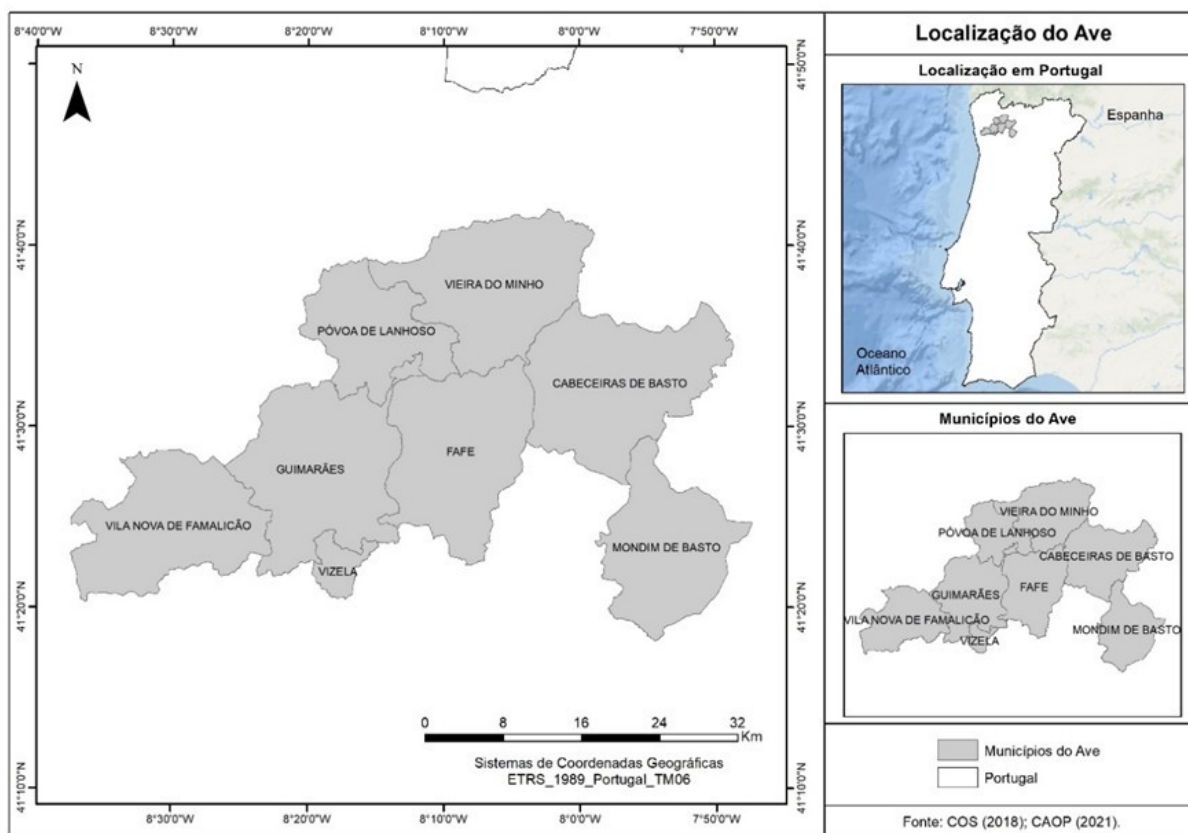 8°40'0"W
8°30'0"W
8°20'0"W
8°10'0"W
8°0'0"W
7°50'0"W
N
41°50'0"N
41°40'0"N
41°40'0"N
41°30'0"N
41°30'0"N
41°20'0"N
41°20'0"N
41°10'0"N
41°10'0"N
VIEIRA DO MINHO
PÓVOA DE LANHOSO
CABECEIRAS DE BASTO
FAFE
GUIMARÃES
VILA NOVA DE FAMALICÃO
MONDIM DE BASTO
VIZELA
0 8 16 24 32
Km
Sistemas de Coordenadas Geográficas
ETRS_1989_Portugal_TM06
8°30'0"W
8°20'0"W
8°10'0"W
8°0'0"W
7°50'0"W
Localização do Ave
Localização em Portugal
Espanha
Oceano
Atlântico
Municípios do Ave
VIEIRA DO MINHO
PÓVOA DE LANHOSO
CABECEIRAS DE BASTO
FAFE
GUIMARÃES
VILA NOVA DE FAMALICÃO
MONDIM DE BASTO
VIZELA
Municípios do Ave
Portugal
Fonte: COS (2018); CAOP (2021).